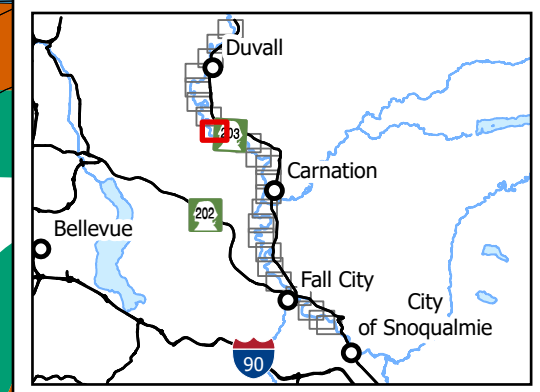 Duvall
203
Carnation
202
Bellevue
Fall City
City
of Snoqualmie
90